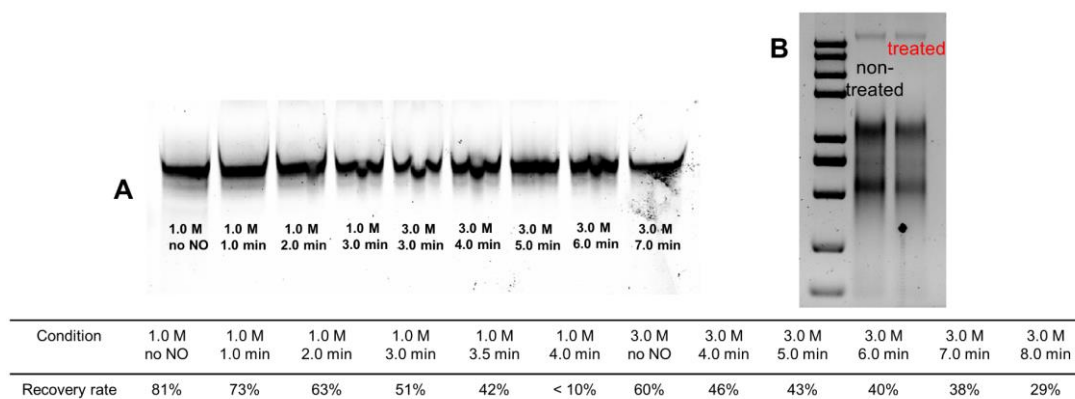 B
treated
non-
treated
A
1.0 M 1.0 M 1.0 M 1.0 M 3.0 M 3.0 M 3.0 M 3.0 M 3.0 M
no NO 1.0 min 2.0 min 3.0 min 3.0 min 4.0 min 5.0 min 6.0 min 7.0 min
Condition 1.0 M 1.0 M 1.0 M 1.0 M 1.0 M 1.0 M 3.0 M 3.0 M 3.0 M 3.0 M 3.0 M 3.0 M
no NO 1.0 min 2.0 min 3.0 min 3.5 min 4.0 min no NO 4.0 min 5.0 min 6.0 min 7.0 min 8.0 min
Recovery rate 81% 73% 63% 51% 42% < 10% 60% 46% 43% 40% 38% 29%